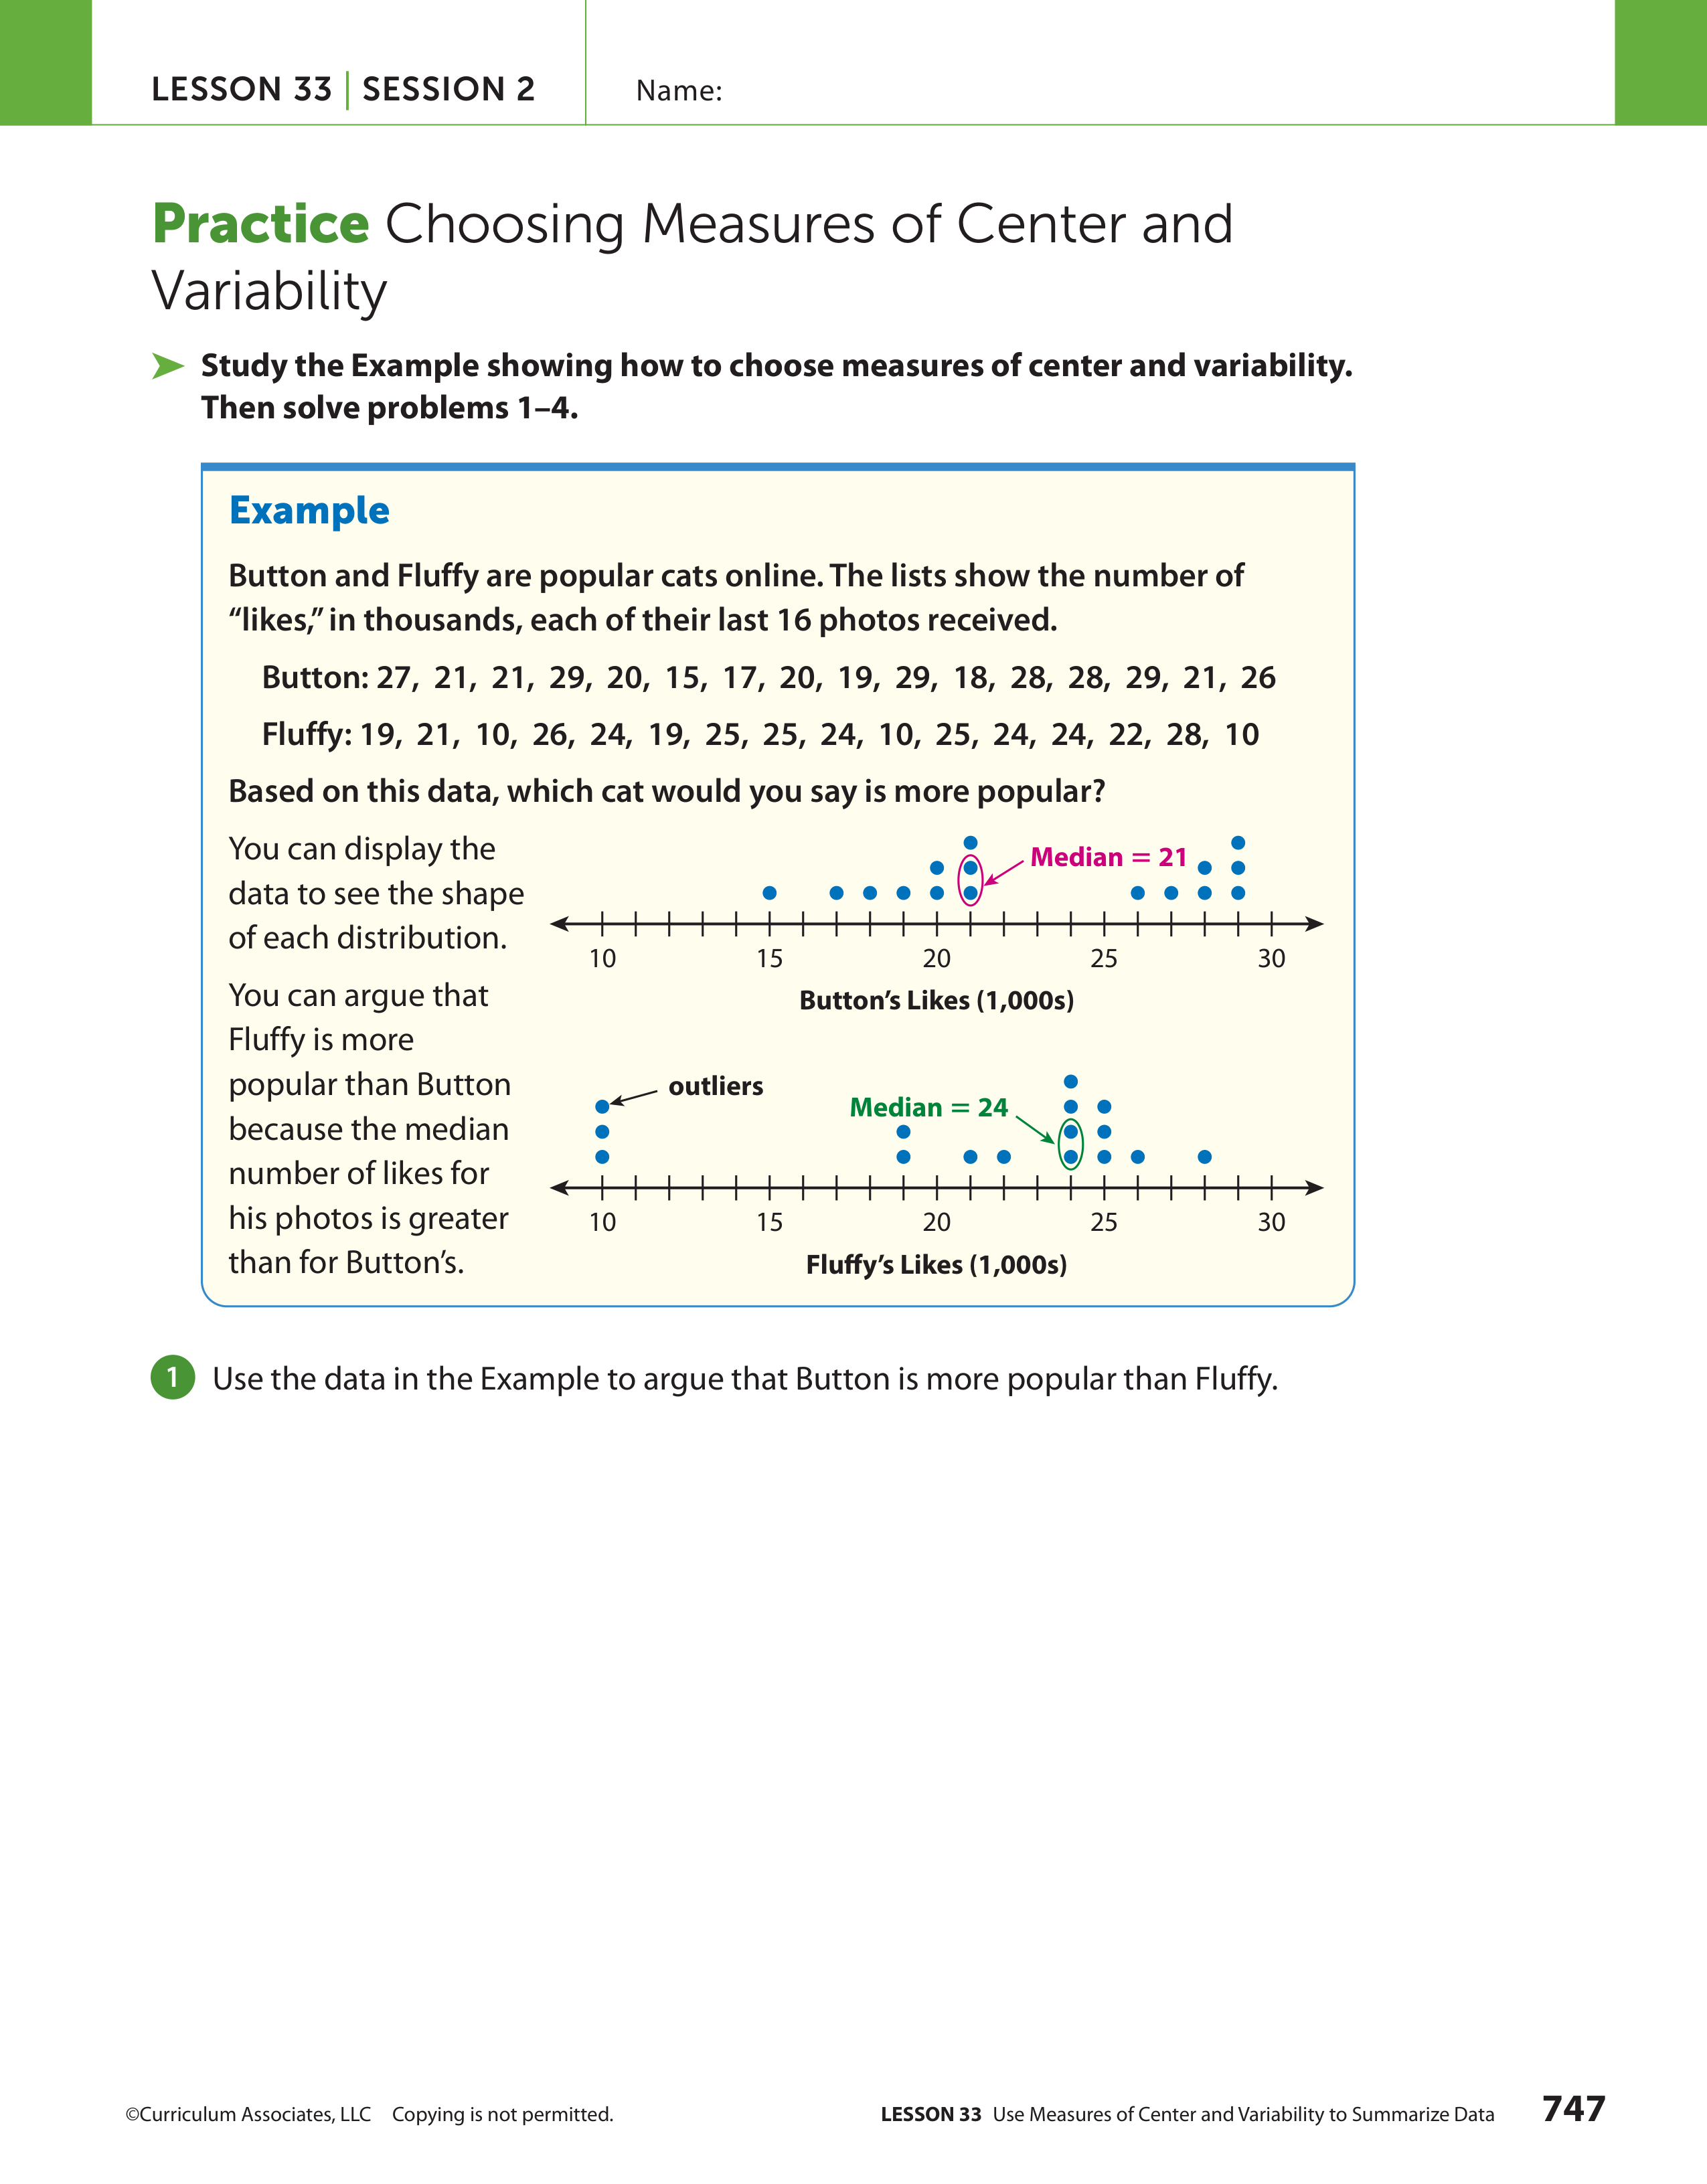 LESSON 33 | SESSION 2
Name:
Practice Choosing Measures of Center and
Variability
Study the Example showing how to choose measures of center and variability.
Then solve problems 1–4.
Example
Button and Fluffy are popular cats online. The lists show the number of
“likes,” in thousands, each of their last 16 photos received.
Button: 27, 21, 21, 29, 20, 15, 17, 20, 19, 29, 18, 28, 28, 29, 21, 26
Fluffy: 19, 21, 10, 26, 24, 19, 25, 25, 24, 10, 25, 24, 24, 22, 28, 10
Based on this data, which cat would you say is more popular?
You can display the
data to see the shape
of each distribution.
Median = 21
10 15 20 25 30
Button’s Likes (1,000s)
You can argue that
Fluffy is more
popular than Button
because the median
number of likes for
his photos is greater
than for Button’s.
outliers
Median = 24
10 15 20 25 30
Fluffy’s Likes (1,000s)
1 Use the data in the Example to argue that Button is more popular than Fluffy.
©Curriculum Associates, LLC Copying is not permitted.
LESSON 33 Use Measures of Center and Variability to Summarize Data 747